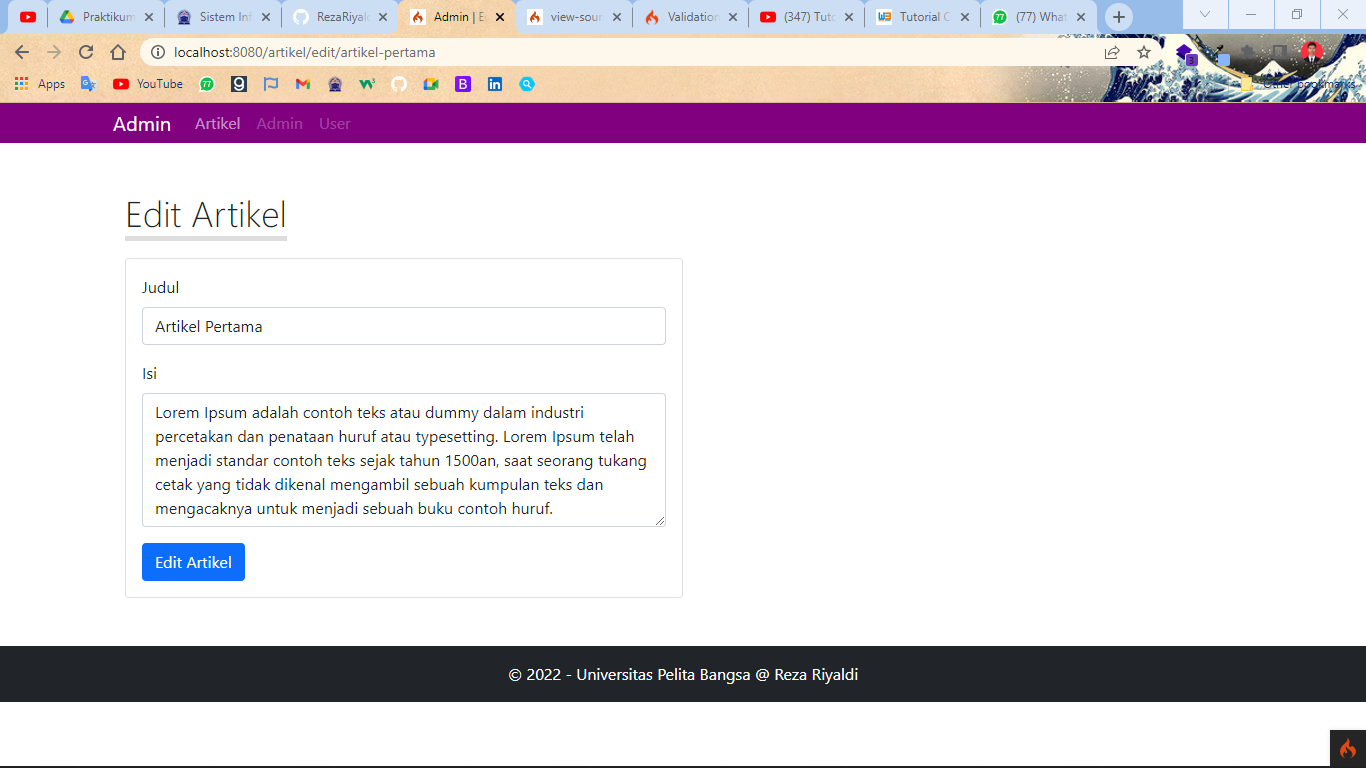 Praktikum
Sistem Inf
RezaRiyald
Admin | E
view-sour
Validation
(347) Tuto
Tutorial C
(77) What
localhost:8080/artikel/edit/artikel-pertama
3
Apps
YouTube
Other bookmarks
Admin Artikel Admin User
Edit Artikel
Judul
Artikel Pertama
Isi
Lorem Ipsum adalah contoh teks atau dummy dalam industri
percetakan dan penataan huruf atau typesetting. Lorem Ipsum telah
menjadi standar contoh teks sejak tahun 1500an, saat seorang tukang
cetak yang tidak dikenal mengambil sebuah kumpulan teks dan
mengacaknya untuk menjadi sebuah buku contoh huruf.
Edit Artikel
© 2022 - Universitas Pelita Bangsa @ Reza Riyaldi